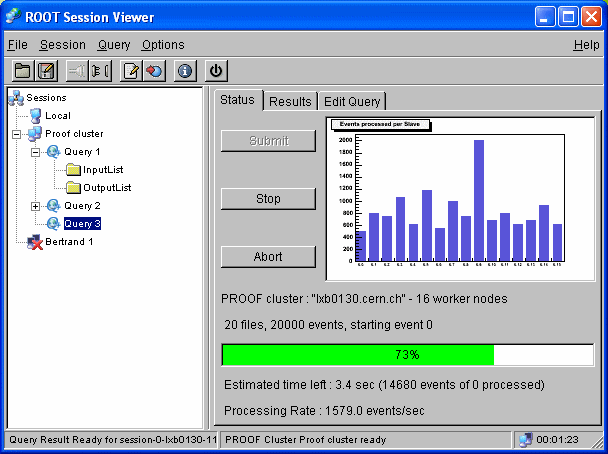 ROOT Session Viewer
File Session Query Options Help
Sessions
Local
Proof cluster
Query 1
InputList
OutputList
Query 2
Query 3
Bertrand 1
Status Results Edit Query
Submit
Stop
Abort
Events processed per Slave
2000
1800
1600
1400
1200
1000
800
600
400
200
0
PROOF cluster : "lxb0130.cern.ch" - 16 worker nodes
20 files, 20000 events, starting event 0
73%
Estimated time left : 3.4 sec (14680 events of 0 processed)
Processing Rate : 1579.0 events/sec
Query Result Ready for session-0-lxb0130-11 PROOF Cluster Proof cluster ready 00:01:23